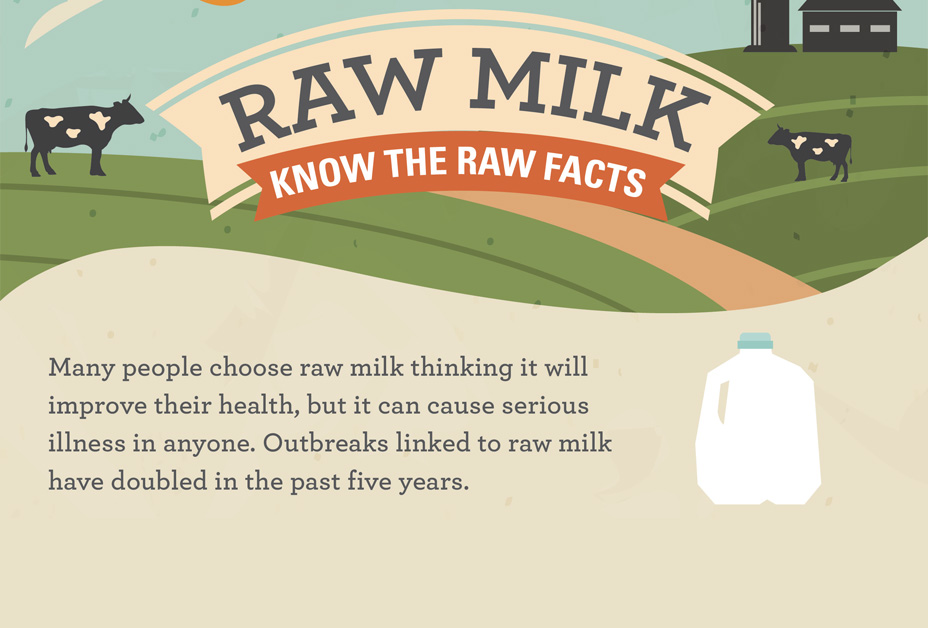 RAW MILK
KNOW THE RAW FACTS
Many people choose raw milk thinking it will
improve their health, but it can cause serious
illness in anyone. Outbreaks linked to raw milk
have doubled in the past five years.